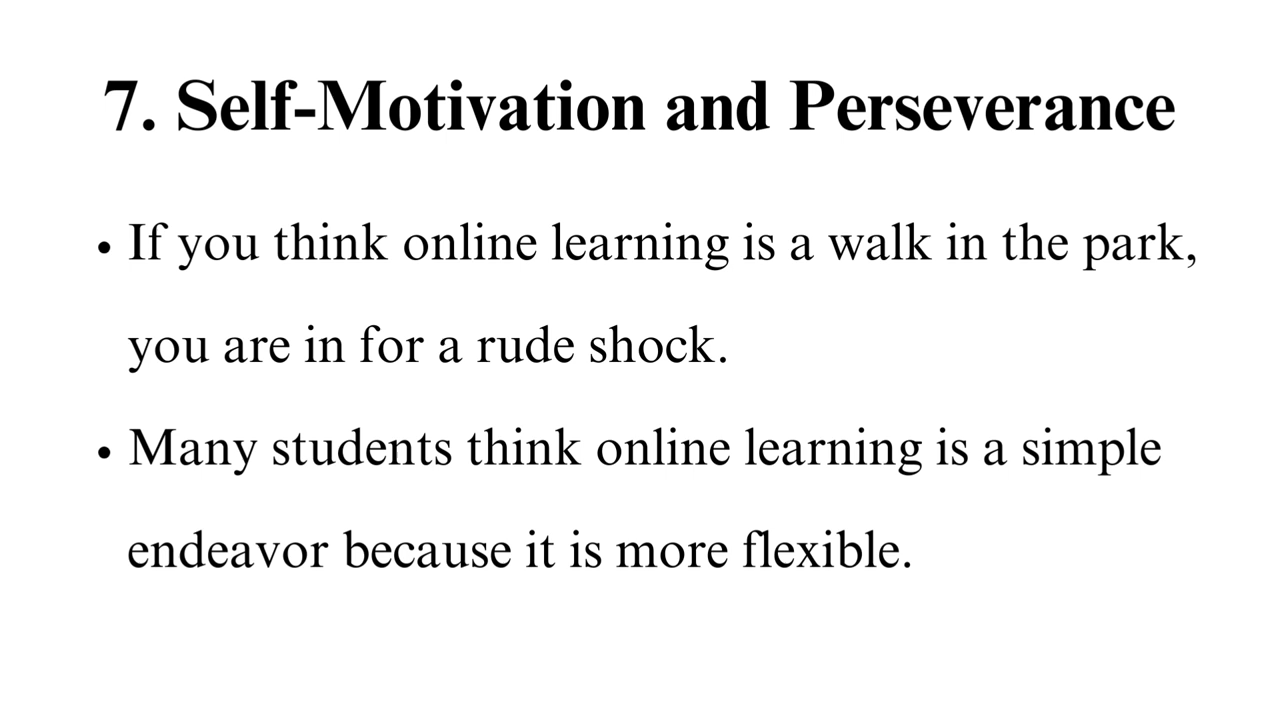 7. Self-Motivation and Perseverance
• If you think online learning is a walk in the park,
you are in for a rude shock.
• Many students think online learning is a simple
endeavor because it is more flexible.